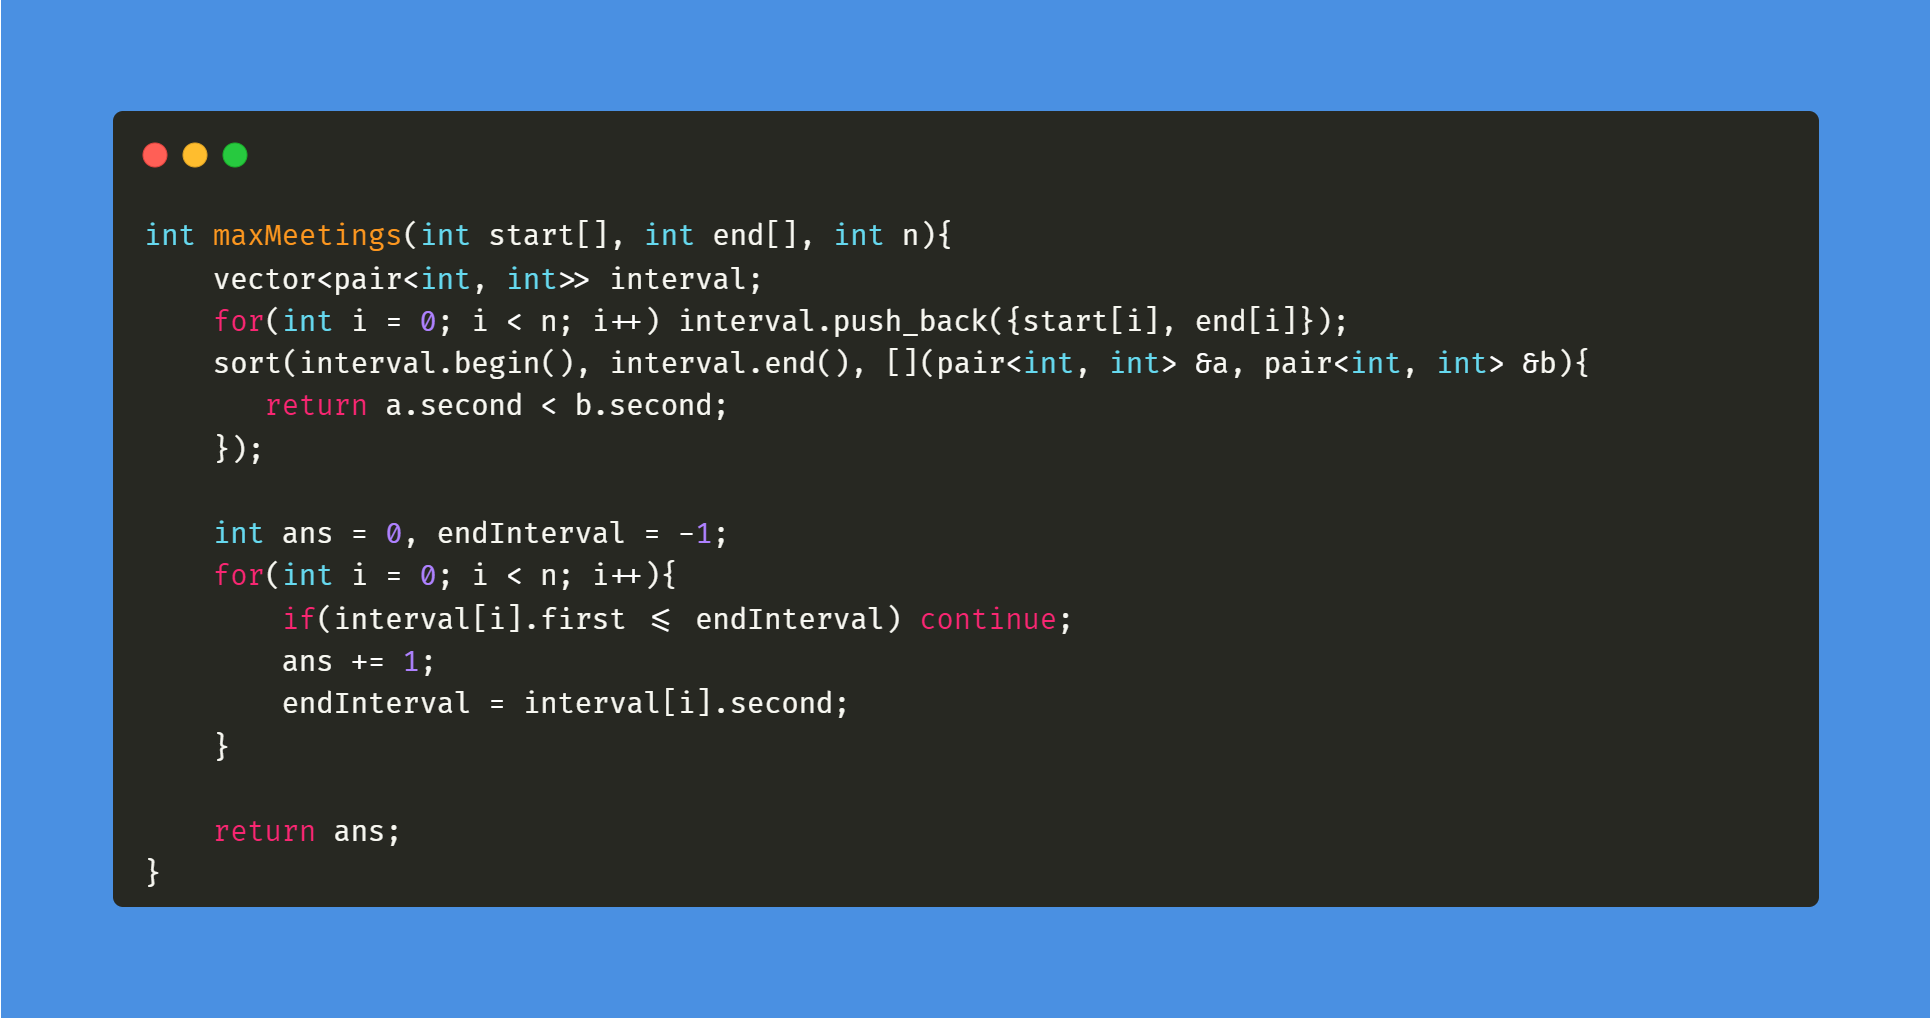 int maxMeetings(int start[], int end[], int n){
    vector<pair<int, int>> interval;
    for(int i = 0; i < n; i++) interval.push_back({start[i], end[i]});
    sort(interval.begin(), interval.end(), [](pair<int, int> &a, pair<int, int> &b){
       return a.second < b.second;
    });

    int ans = 0, endInterval = -1;
    for(int i = 0; i < n; i++){
        if(interval[i].first <= endInterval) continue;
        ans += 1;
        endInterval = interval[i].second;
    }

    return ans;
}